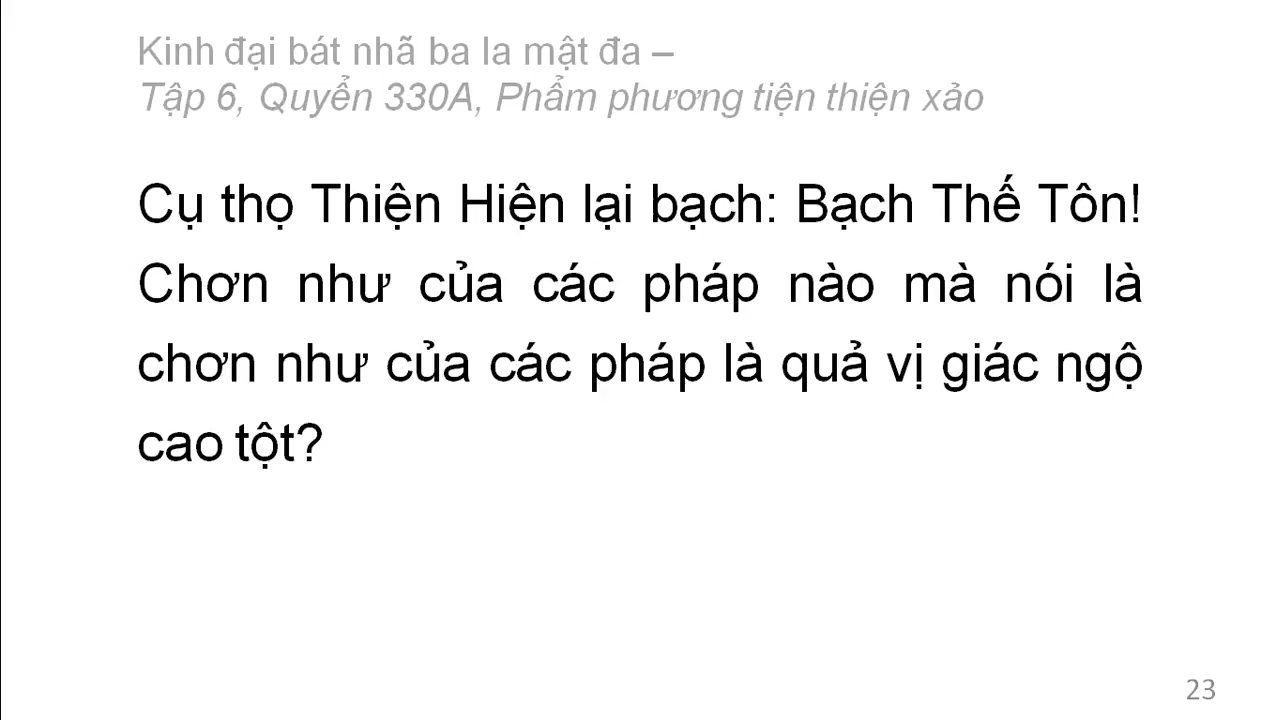 Kinh đại bát nhã ba la mật đa –
Tập 6, Quyển 330A, Phẩm phương tiện thiện xảo
Cụ thọ Thiện Hiện lại bạch: Bạch Thế Tôn!
Chơn như của các pháp nào mà nói là
chơn như của các pháp là quả vị giác ngộ
cao tột?
23